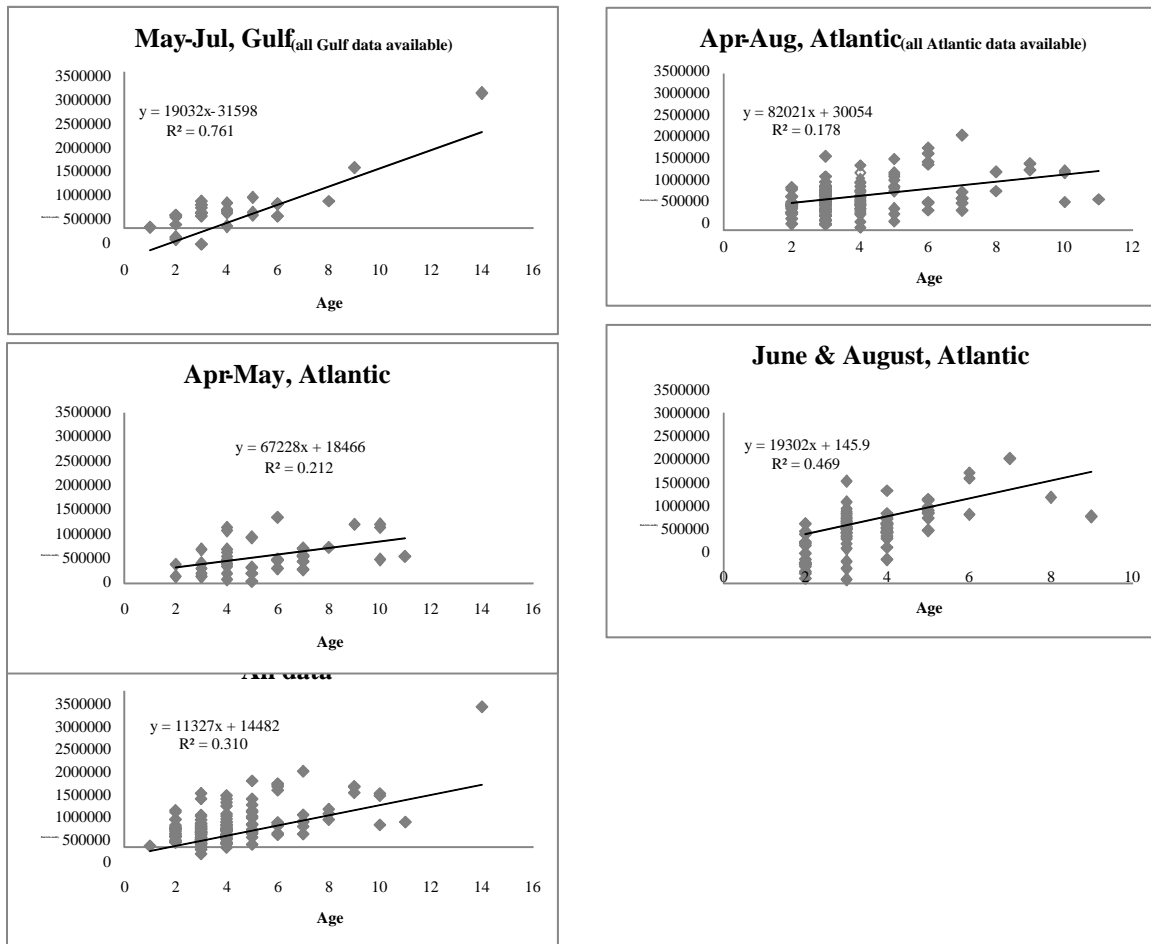 May-Jul, Gulf(all Gulf data available)
3500000
3000000
2500000
2000000
1500000
1000000
500000
0
y = 19032x- 31598
R² = 0.761
0 2 4 6 8 10 12 14 16
Age
Apr-Aug, Atlantic(all Atlantic data available)
3500000
3000000
2500000
2000000
1500000
1000000
500000
0
y = 82021x + 30054
R² = 0.178
0 2 4 6 8 10 12
Age
Apr-May, Atlantic
3500000
3000000
2500000
2000000
1500000
1000000
500000
0
y = 67228x + 18466
R² = 0.212
0 2 4 6 8 10 12 14 16
Age
June & August, Atlantic
3500000
3000000
2500000
2000000
1500000
1000000
500000
0
y = 19302x + 145.9
R² = 0.469
0 2 4 6 8 10
Age
All data
3500000
3000000
2500000
2000000
1500000
1000000
500000
0
y = 11327x + 14482
R² = 0.310
0 2 4 6 8 10 12 14 16
Age